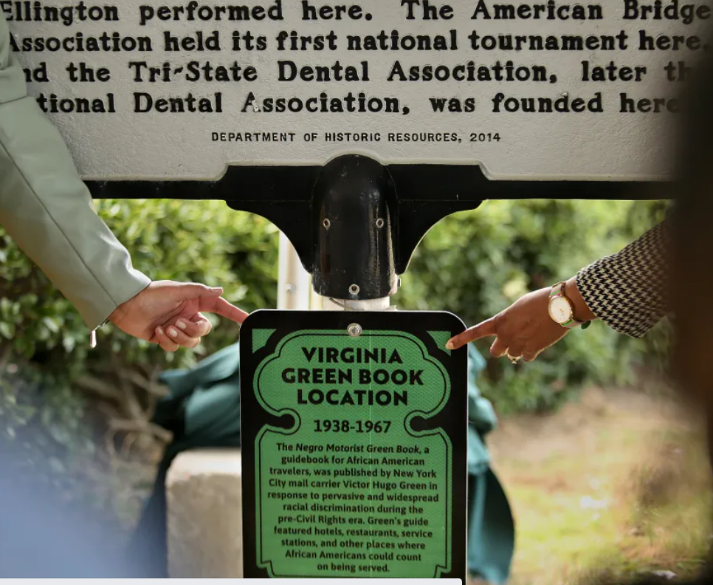 Ellington performed here. The American Bridge
Association held its first national tournament here,
and the Tri-State Dental Association, later th
tional Dental Association, was founded here
DEPARTMENT OF HISTORIC RESOURCES, 2014
VIRGINIA
GREEN BOOK
LOCATION
1938-1967
The Negro Motorist Green Book, a
guidebook for African American
travelers, was published by New York
City mail carrier Victor Hugo Green in
response to pervasive and widespread
racial discrimination during the
pre-Civil Rights era. Green's guide
featured hotels, restaurants, service
stations, and other places where
African Americans could count
on being served.